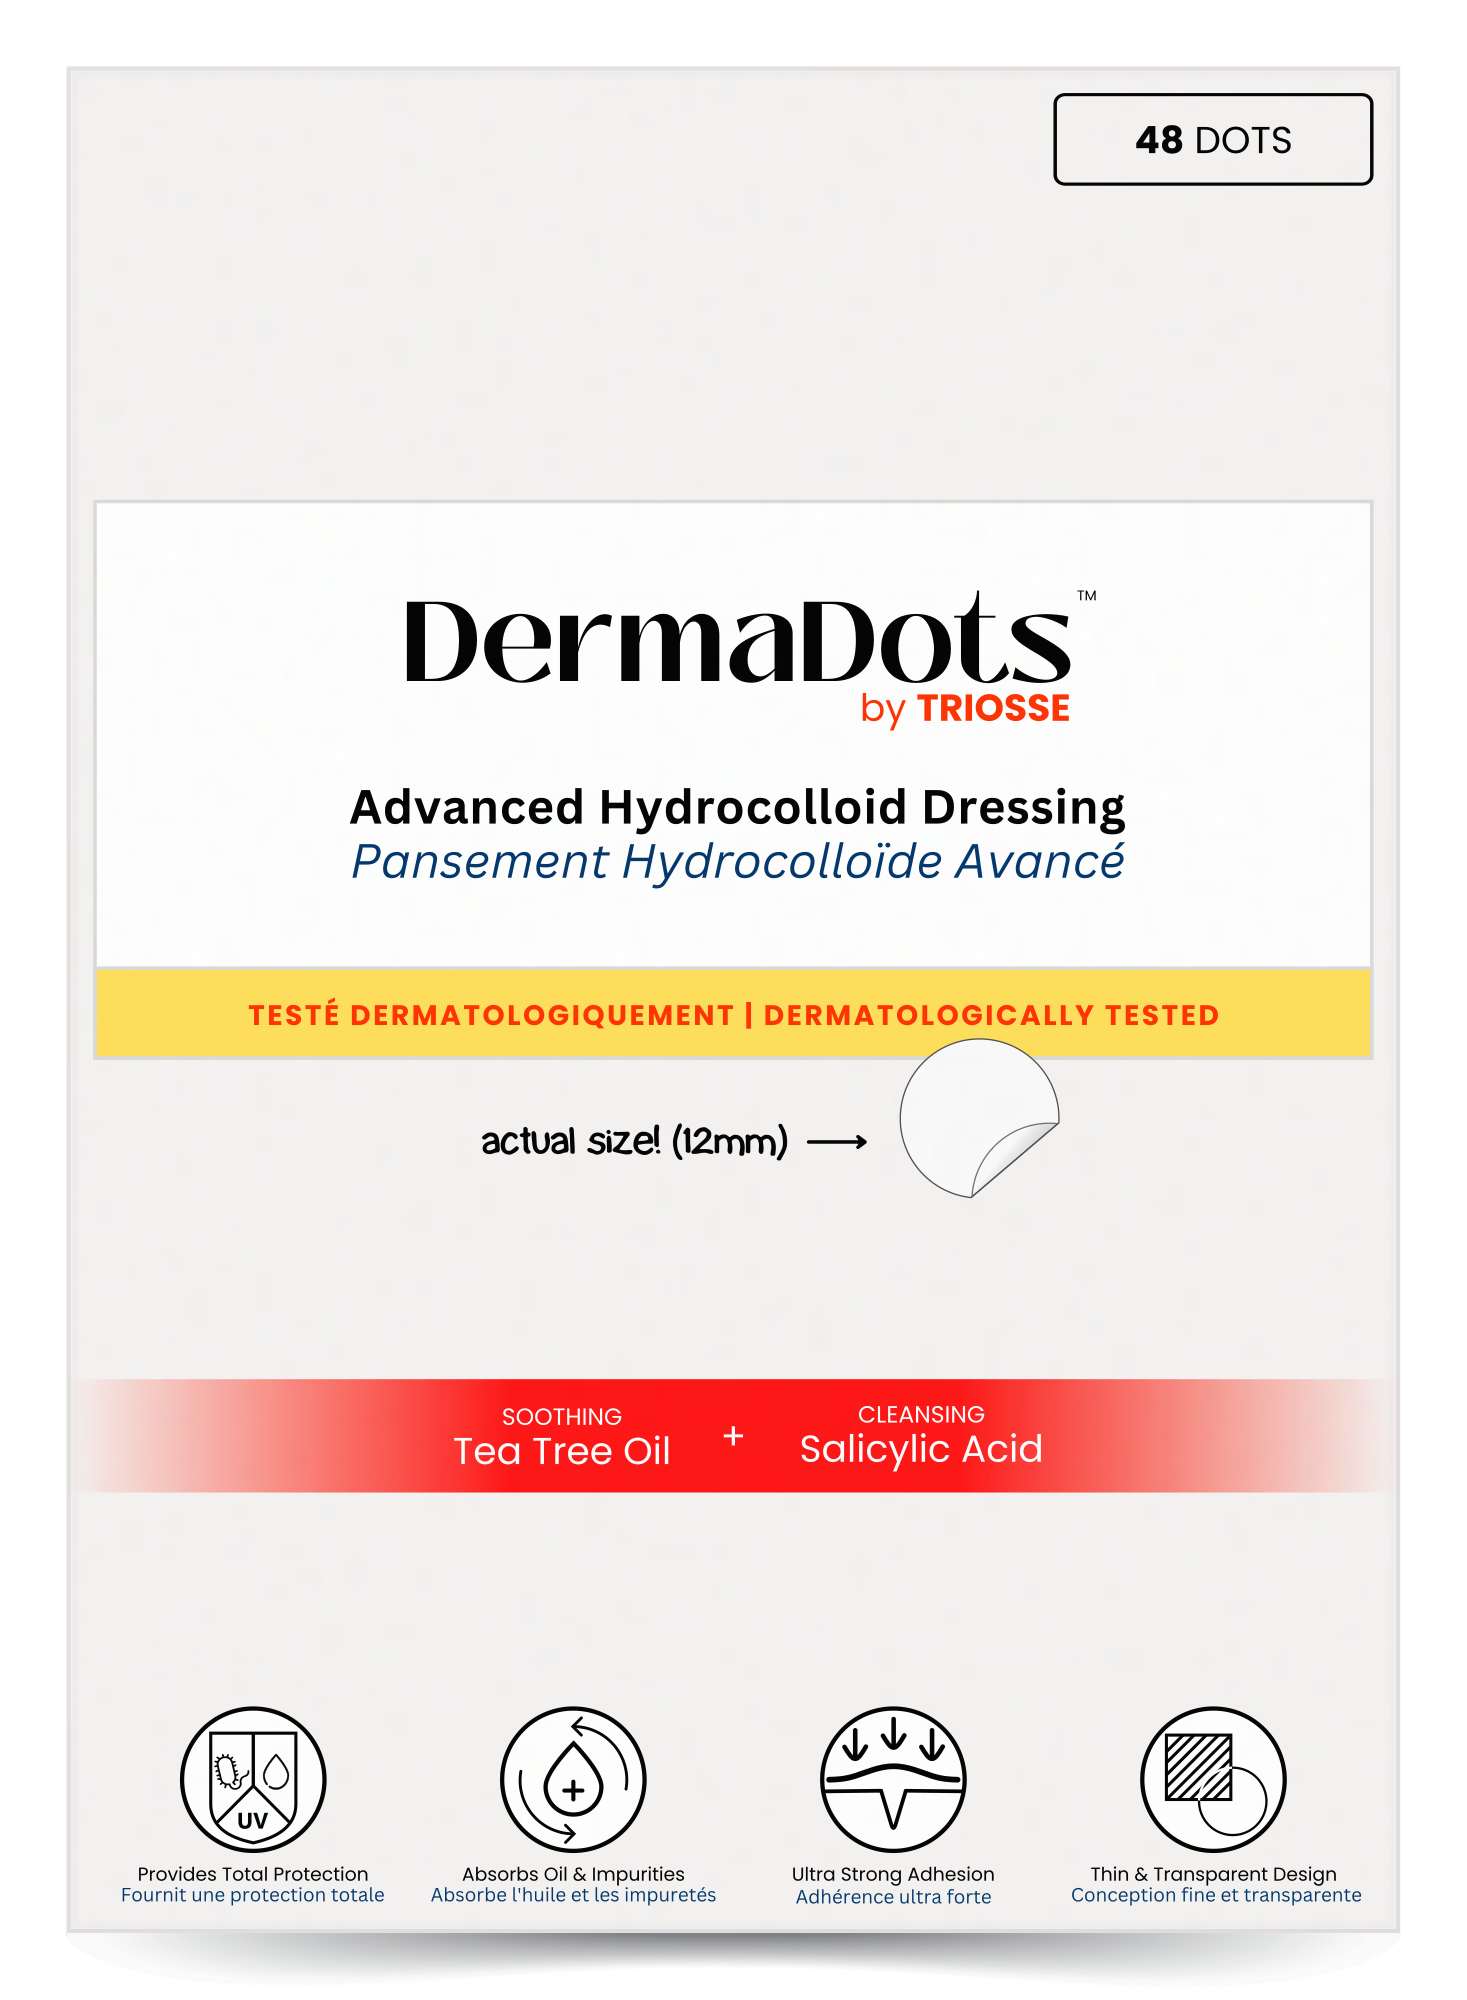 48 DOTS
DermaDots™
by TRIOSSE
Advanced Hydrocolloid Dressing
Pansement Hydrocolloïde Avancé
TESTÉ DERMATOLOGIQUEMENT | DERMATOLOGICALLY TESTED
actual size! (12mm)
SOOTHING
Tea Tree Oil
+
CLEANSING
Salicylic Acid
UV
Provides Total Protection
Fournit une protection totale
Absorbs Oil & Impurities
Absorbe l'huile et les impuretés
Ultra Strong Adhesion
Adhérence ultra forte
Thin & Transparent Design
Conception fine et transparente